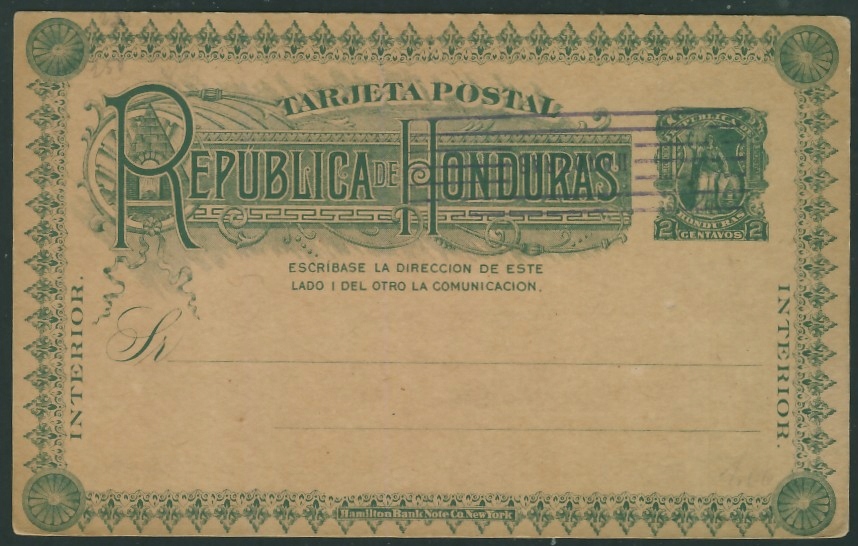 TARJETA POSTAL
REPÚBLICA DE HONDURAS
REPUBLICA DE
HONDURAS
2 CENTAVOS 2
ESCRÍBASE LA DIRECCION DE ESTE
LADO I DEL OTRO LA COMUNICACION.
INTERIOR.
INTERIOR.
Sr
Hamilton Bank Note Co. New York